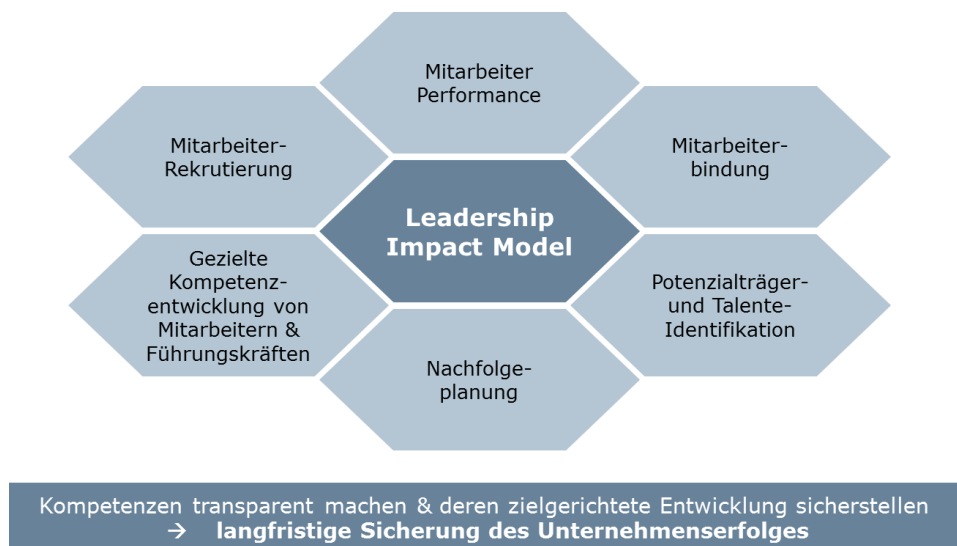 Mitarbeiter
Performance
Mitarbeiter-
Rekrutierung
Mitarbeiter-
bindung
Leadership
Impact Model
Gezielte
Kompetenz-
entwicklung von
Mitarbeitern &
Führungskräften
Potenzialträger-
und Talente-
Identifikation
Nachfolge-
planung
Kompetenzen transparent machen & deren zielgerichtete Entwicklung sicherstellen
→ langfristige Sicherung des Unternehmenserfolges